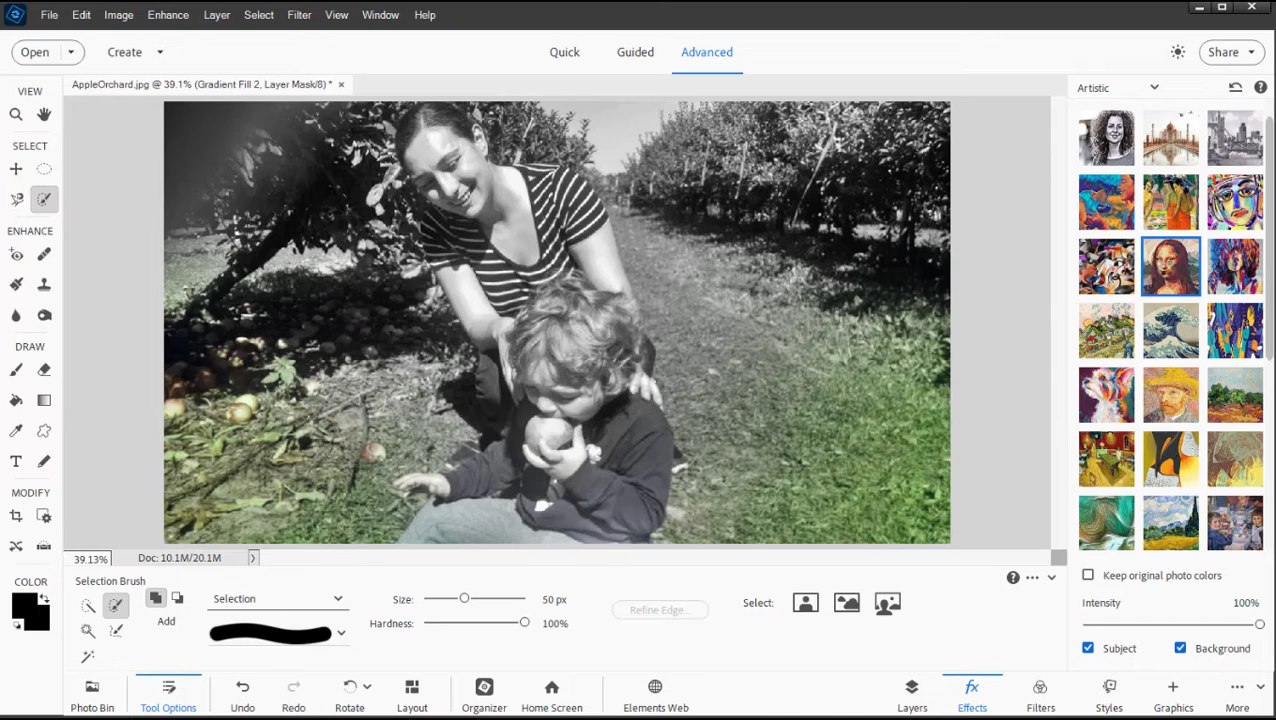 File Edit Image Enhance Layer Select Filter View Window Help
Open Create Quick Guided Advanced Share
VIEW
AppleOrchard.jpg @ 39.1% (Gradient Fill 2, Layer Mask/8) *
Artistic
SELECT
ENHANCE
DRAW
MODIFY
COLOR
39.13% Doc: 10.1M/20.1M
Selection Brush
Add
Selection
Size: 50 px
Hardness: 100%
Refine Edge...
Select:
Keep original photo colors
Intensity 100%
Subject Background
Photo Bin Tool Options Undo Redo Rotate Layout Organizer Home Screen Elements Web Layers Effects Filters Styles Graphics More